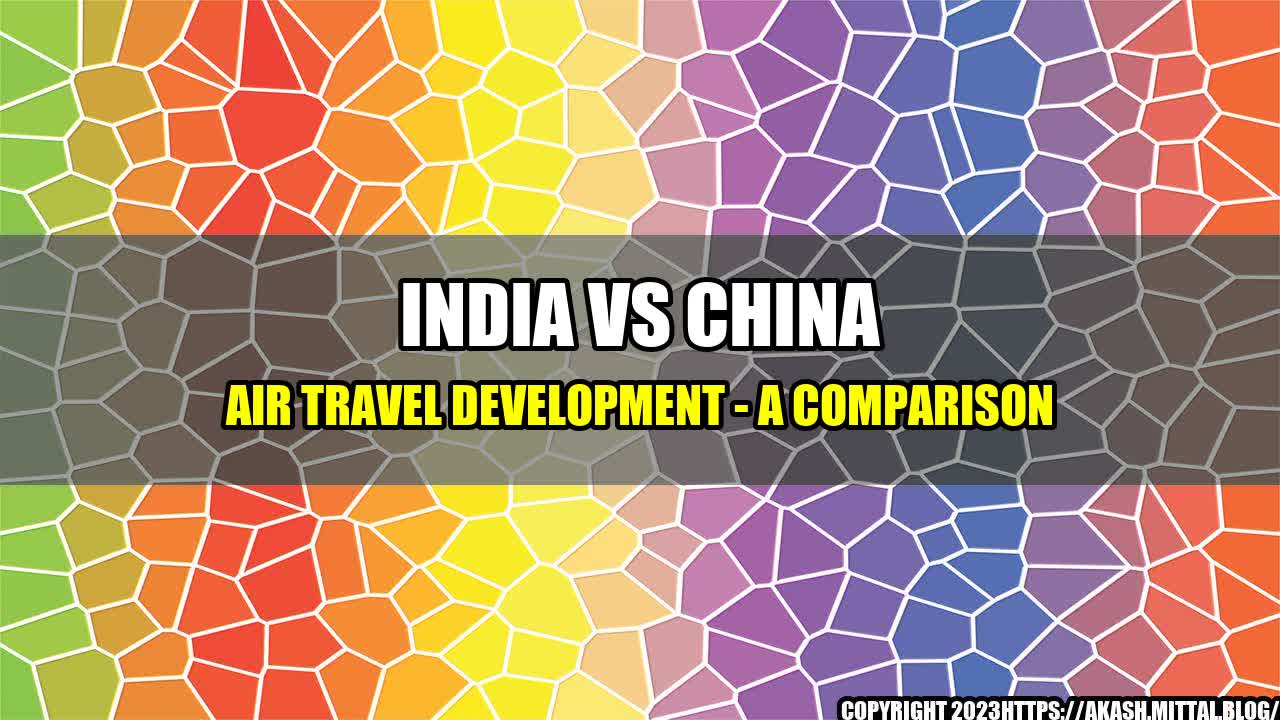 INDIA VS CHINA
AIR TRAVEL DEVELOPMENT - A COMPARISON
COPYRIGHT 2023HTTPS://AKASH.MITTAL.BLOG/